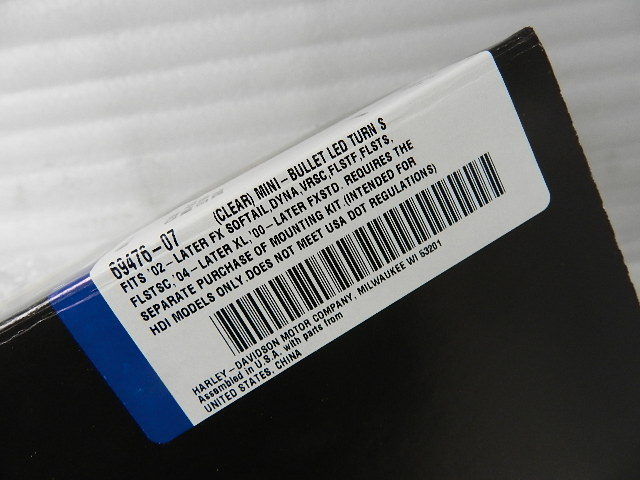 69476-07 (CLEAR) MINI-BULLET LED TURN S
FITS '02-LATER FX SOFTAIL,DYNA,VRSC,FLSTF,FLSTS,
FLSTSC,'04-LATER XL,'00-LATER FXSTD. REQUIRES THE
SEPARATE PURCHASE OF MOUNTING KIT (INTENDED FOR
HDI MODELS ONLY DOES NOT MEET USA DOT REGULATIONS)
HARLEY-DAVIDSON MOTOR COMPANY, MILWAUKEE WI 53201
Assembled in U.S.A. with parts from
UNITED STATES, CHINA